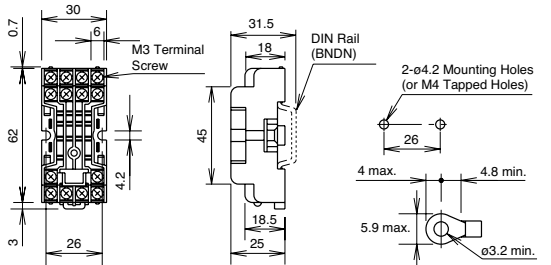 30
6
0.7
M3 Terminal
Screw
62
4.2
3
26
31.5
18
DIN Rail
(BNDN)
45
18.5
25
2-ø4.2 Mounting Holes
(or M4 Tapped Holes)
26
4 max.
4.8 min.
5.9 max.
ø3.2 min.